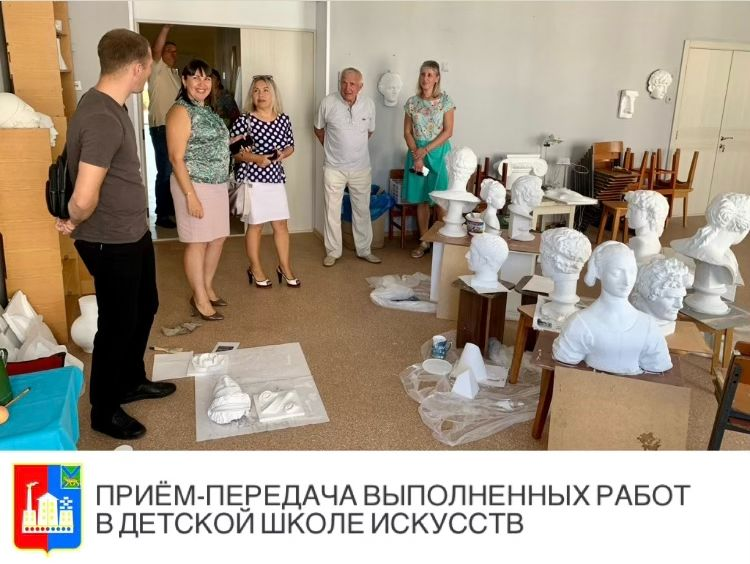 ПРИЁМ-ПЕРЕДАЧА ВЫПОЛНЕННЫХ РАБОТ
В ДЕТСКОЙ ШКОЛЕ ИСКУССТВ